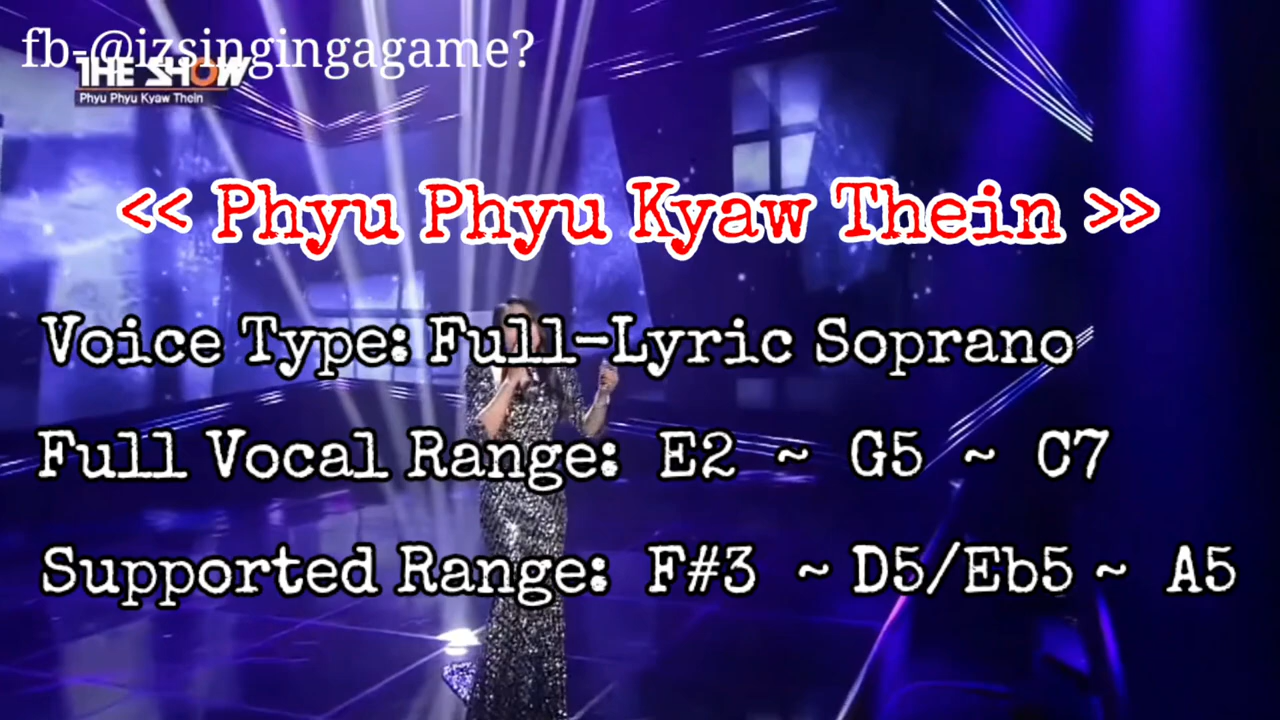 fb-@izsingingagame?
THE SHOW
Phyu Phyu Kyaw Thein
<< Phyu Phyu Kyaw Thein >>
Voice Type: Full-Lyric Soprano
Full Vocal Range: E2 ~ G5 ~ C7
Supported Range: F#3 ~ D5/Eb5 ~ A5